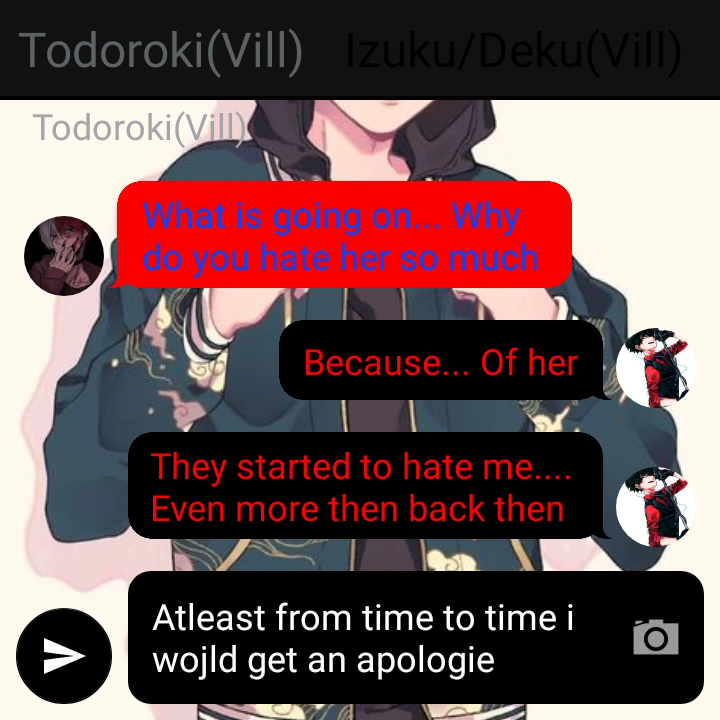 Todoroki(Vill) Izuku/Deku(Vill)
Todoroki(Vill)
What is going on... Why
do you hate her so much
Because... Of her
They started to hate me....
Even more then back then
Atleast from time to time i
wojld get an apologie